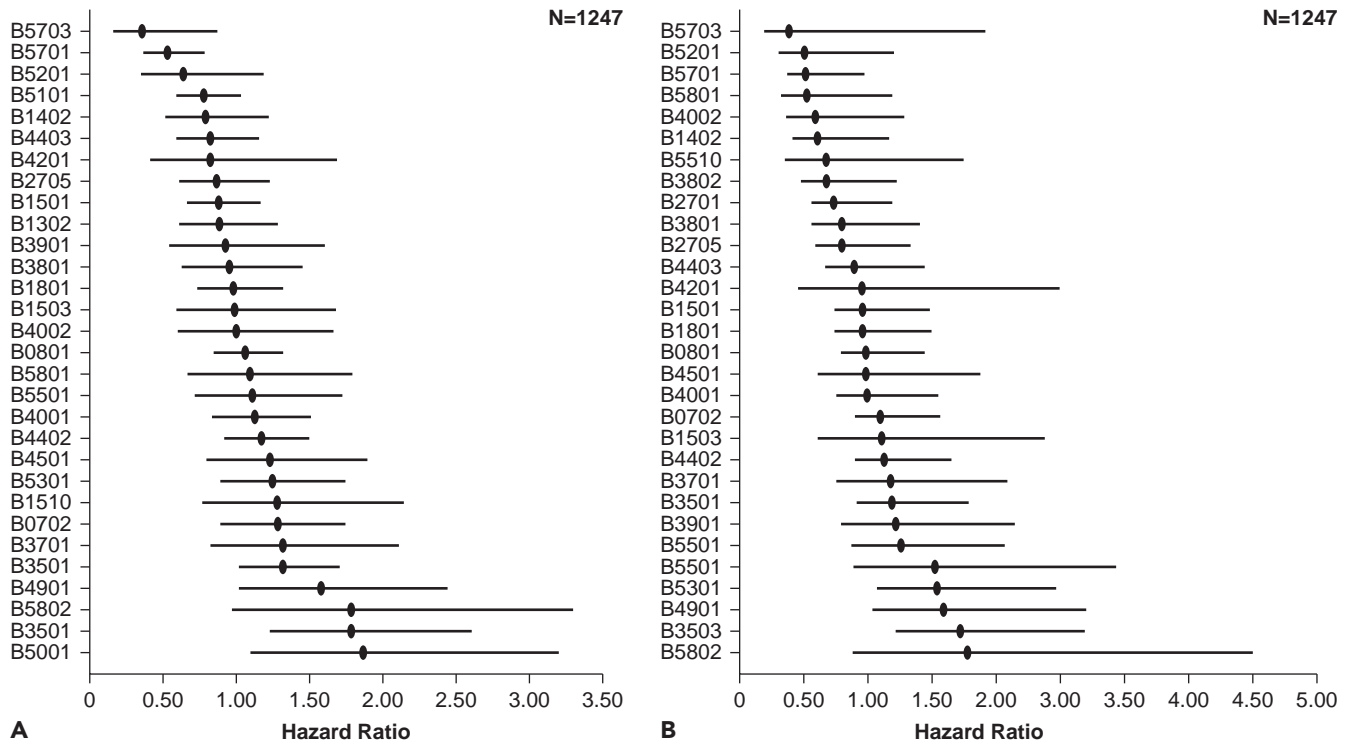 N=1247
B5703
B5701
B5201
B5101
B1402
B4403
B4201
B2705
B1501
B1302
B3901
B3801
B1801
B1503
B4002
B0801
B5801
B5501
B4001
B4402
B4501
B5301
B1510
B0702
B3701
B3501
B4901
B5802
B3501
B5001
0 0.50 1.00 1.50 2.00 2.50 3.00 3.50
A Hazard Ratio
N=1247
B5703
B5201
B5701
B5801
B4002
B1402
B5510
B3802
B2701
B3801
B2705
B4403
B4201
B1501
B1801
B0801
B4501
B4001
B0702
B1503
B4402
B3701
B3501
B3901
B5501
B5501
B5301
B4901
B3503
B5802
0 0.50 1.00 1.50 2.00 3.00 3.50 4.00 4.50 5.00
B Hazard Ratio